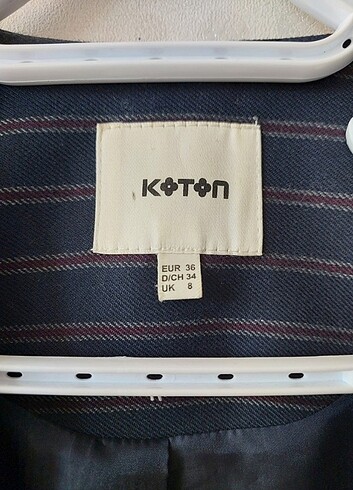 KOTON
EUR 36
D/CH 34
UK 8